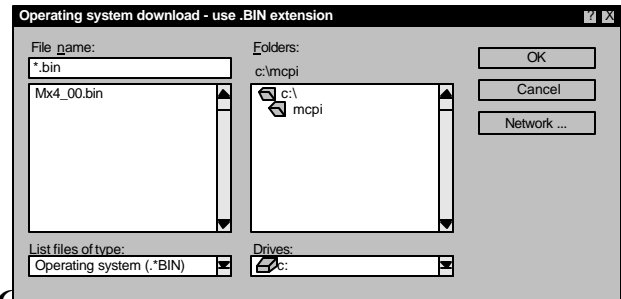 Operating system download - use .BIN extension
? X
File name:
*.bin
Mx4_00.bin
List files of type:
Operating system (.*BIN)
Folders:
c:\mcpi
c:\
mcpi
Drives:
c:
OK
Cancel
Network ...